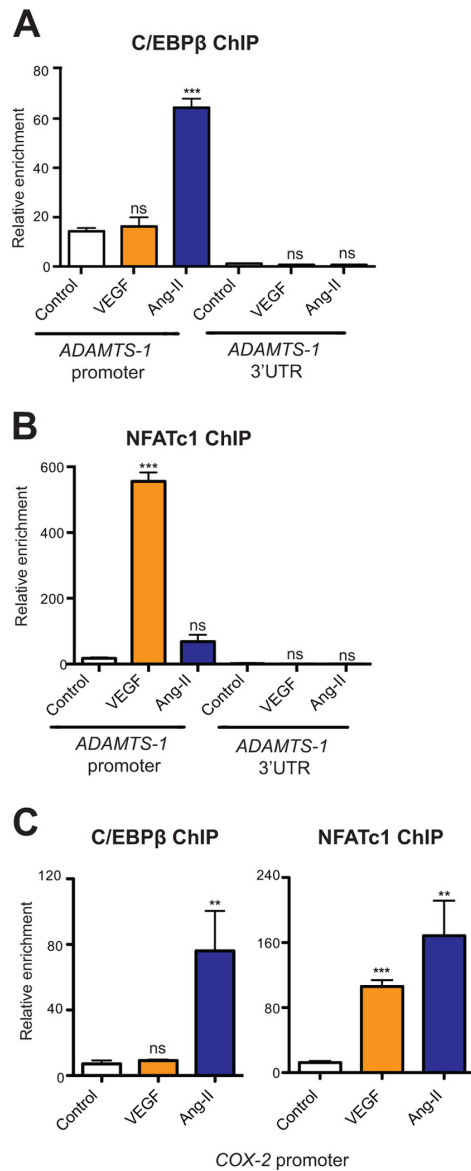 A
C/EBPβ ChIP
Relative enrichment
80
60
40
20
0
ns
***
ns
ns
Control
VEGF
Ang-II
Control
VEGF
Ang-II
ADAMTS-1
promoter
ADAMTS-1
3'UTR
B
NFATc1 ChIP
Relative enrichment
600
400
200
0
***
ns
ns
ns
Control
VEGF
Ang-II
Control
VEGF
Ang-II
ADAMTS-1
promoter
ADAMTS-1
3'UTR
C
C/EBPβ ChIP
Relative enrichment
120
80
40
0
ns
**
Control
VEGF
Ang-II
NFATc1 ChIP
240
160
80
0
***
**
Control
VEGF
Ang-II
COX-2 promoter